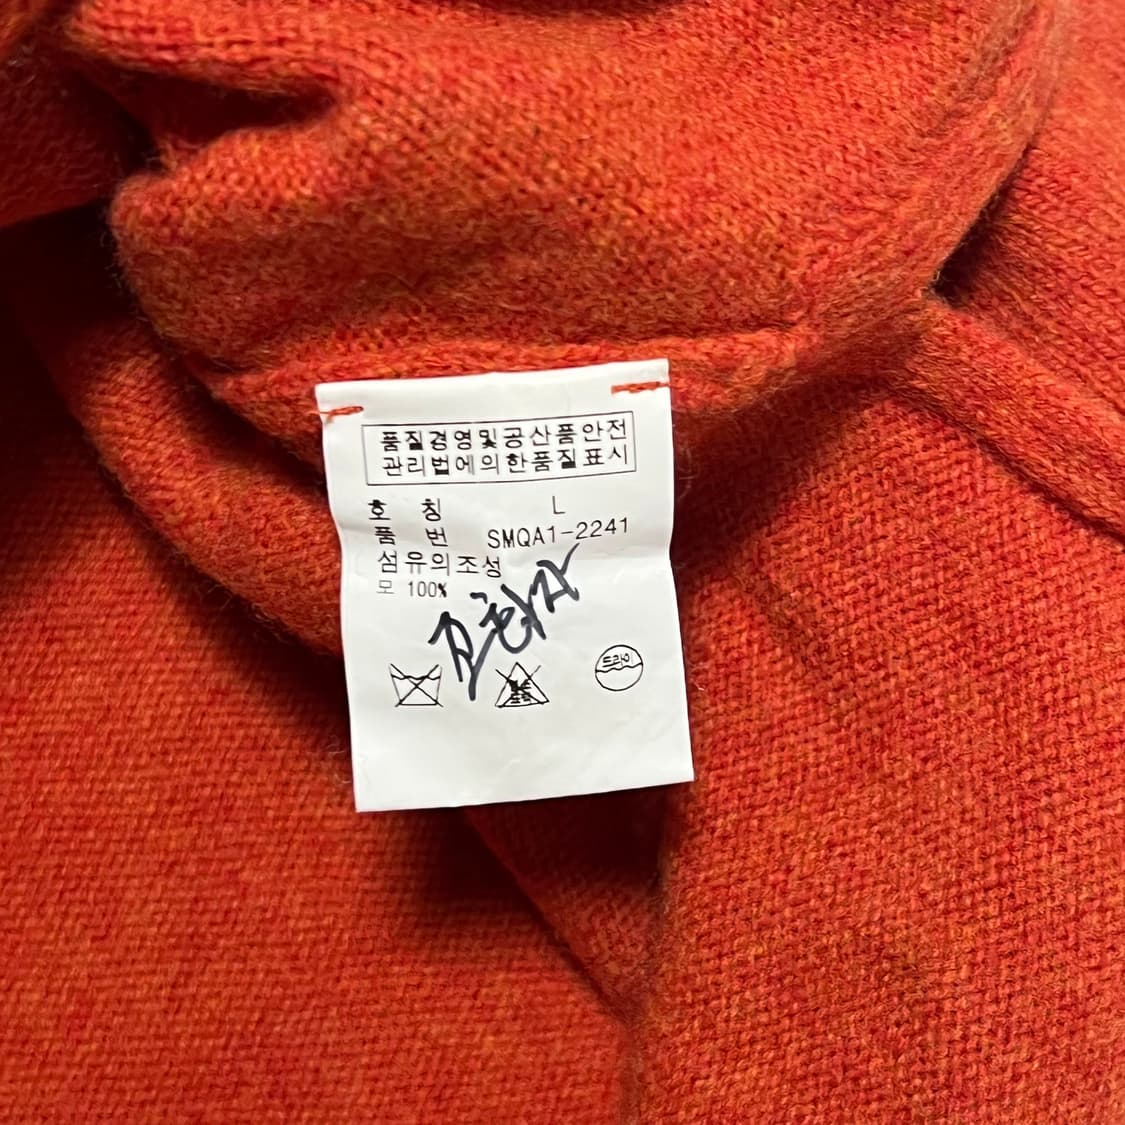 품질경영및공산품안전
관리법에의한품질표시
호 칭 L
품 번 SMQA1-2241
섬유의조성
모 100%
드라이